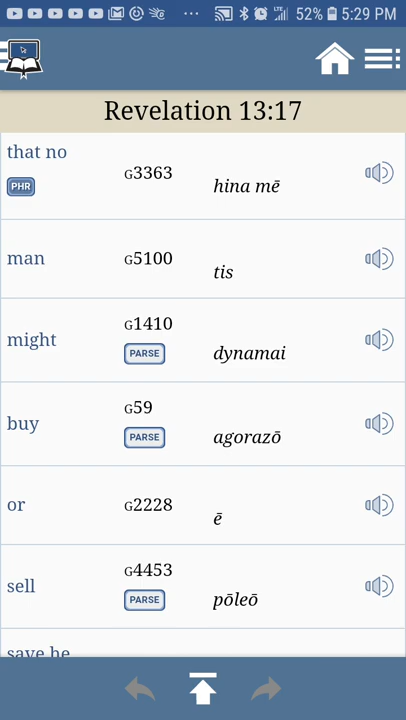 52% 5:29 PM
Revelation 13:17
that no G3363 hina mē
PHR
man G5100 tis
might G1410 dynamai
PARSE
buy G59 agorazō
PARSE
or G2228 ē
sell G4453 pōleō
PARSE
save he